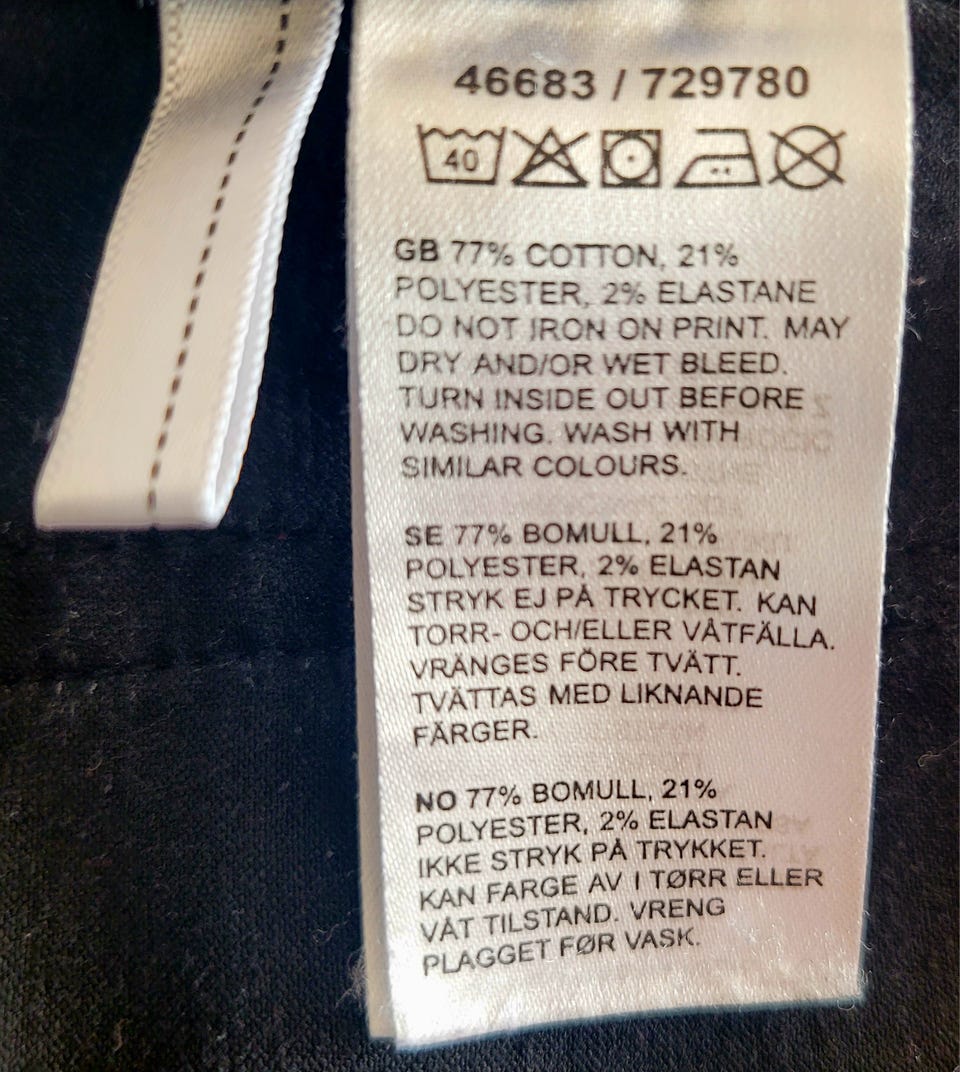 46683 / 729780
40
GB 77% COTTON, 21%
POLYESTER, 2% ELASTANE
DO NOT IRON ON PRINT. MAY
DRY AND/OR WET BLEED.
TURN INSIDE OUT BEFORE
WASHING. WASH WITH
SIMILAR COLOURS.
SE 77% BOMULL, 21%
POLYESTER, 2% ELASTAN
STRYK EJ PÅ TRYCKET. KAN
TORR- OCH/ELLER VÅTFÄLLA.
VRÄNGES FÖRE TVÄTT.
TVÄTTAS MED LIKNANDE
FÄRGER.
NO 77% BOMULL, 21%
POLYESTER, 2% ELASTAN
IKKE STRYK PÅ TRYKKET.
KAN FARGE AV I TØRR ELLER
VÅT TILSTAND. VRENG
PLAGGET FØR VASK.